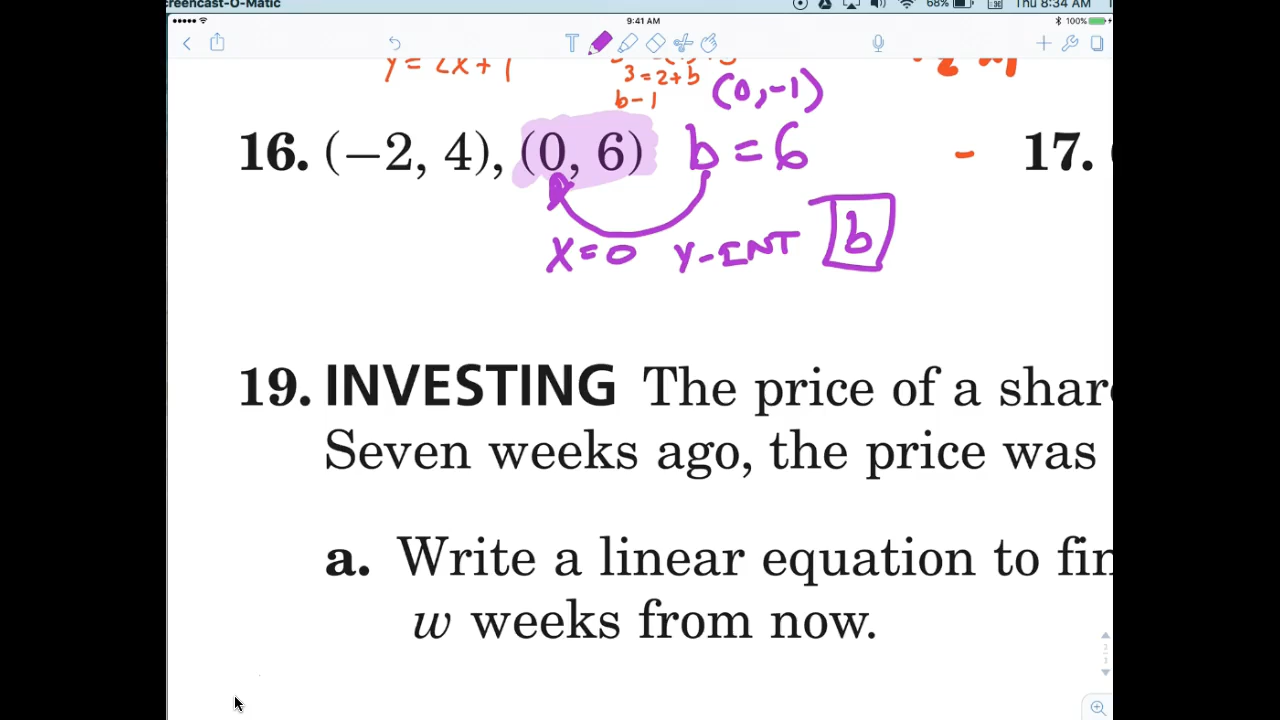 reencast-O-Matic 68% Thu 8:34 AM
9:41 AM 100%
T
y = 2x + 1
3 = 2 + b
b - 1
(0, -1)
16. (−2, 4), (0, 6) b = 6 - 17.
x = 0 y-INT b
19. INVESTING The price of a share
Seven weeks ago, the price was
a. Write a linear equation to fin
w weeks from now.